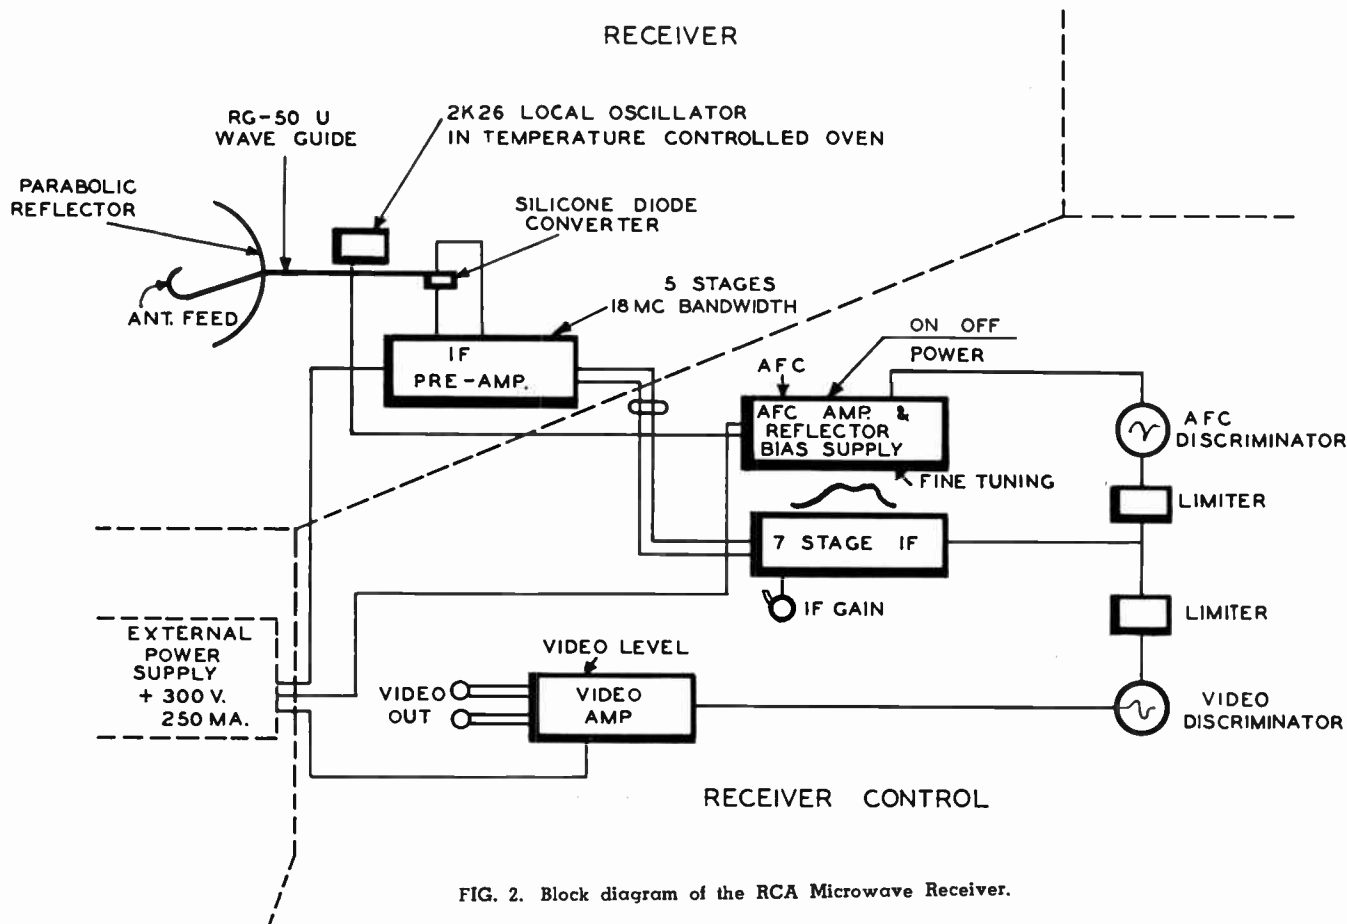 RECEIVER
RG-50 U
WAVE GUIDE
2K26 LOCAL OSCILLATOR
IN TEMPERATURE CONTROLLED OVEN
PARABOLIC
REFLECTOR
SILICONE DIODE
CONVERTER
ANT. FEED
5 STAGES
18 MC BANDWIDTH
IF
PRE-AMP.
ON OFF
POWER
AFC
AFC AMP. &
REFLECTOR
BIAS SUPPLY
AFC
DISCRIMINATOR
FINE TUNING
LIMITER
7 STAGE IF
IF GAIN
LIMITER
EXTERNAL
POWER
SUPPLY
+ 300 V.
250 MA.
VIDEO LEVEL
VIDEO
OUT
VIDEO
AMP
VIDEO
DISCRIMINATOR
RECEIVER CONTROL
FIG. 2. Block diagram of the RCA Microwave Receiver.